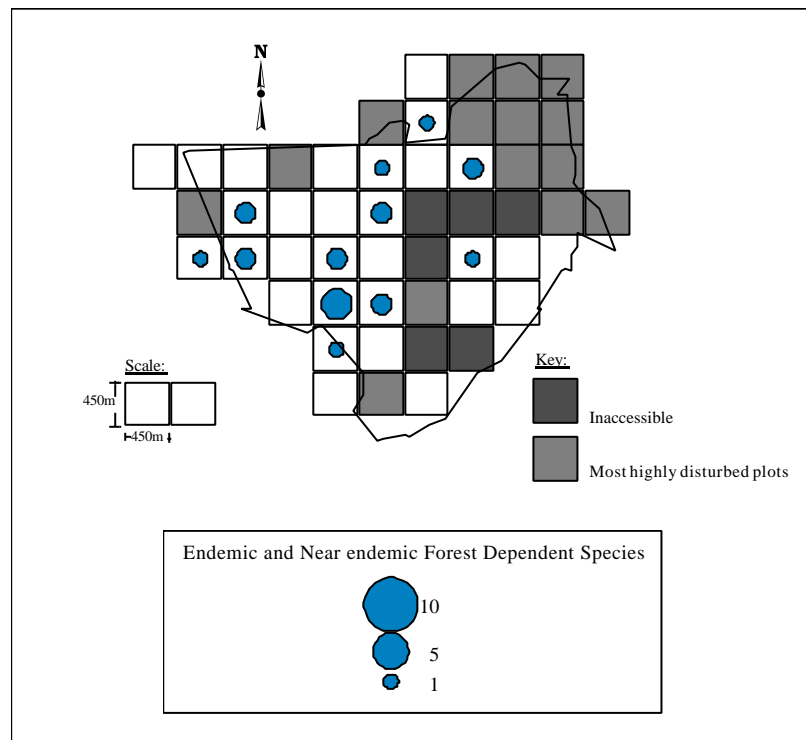 N
Scale:
450m
450m
Key:
Inaccessible
Most highly disturbed plots
Endemic and Near endemic Forest Dependent Species
10
5
1